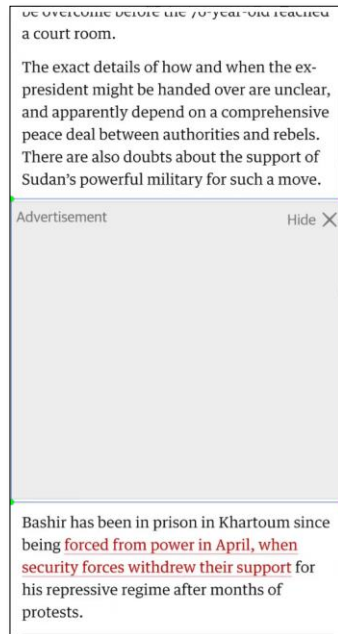 a court room.
The exact details of how and when the ex-
president might be handed over are unclear,
and apparently depend on a comprehensive
peace deal between authorities and rebels.
There are also doubts about the support of
Sudan’s powerful military for such a move.
Advertisement
Hide
Bashir has been in prison in Khartoum since
being forced from power in April, when
security forces withdrew their support for
his repressive regime after months of
protests.